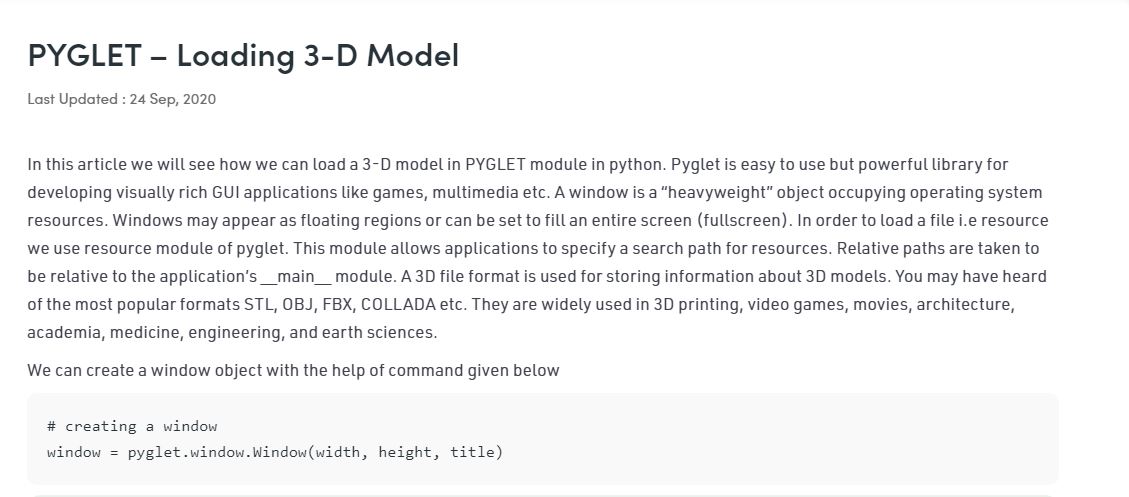 PYGLET – Loading 3-D Model
Last Updated : 24 Sep, 2020
In this article we will see how we can load a 3-D model in PYGLET module in python. Pyglet is easy to use but powerful library for
developing visually rich GUI applications like games, multimedia etc. A window is a “heavyweight” object occupying operating system
resources. Windows may appear as floating regions or can be set to fill an entire screen (fullscreen). In order to load a file i.e resource
we use resource module of pyglet. This module allows applications to specify a search path for resources. Relative paths are taken to
be relative to the application’s __main__ module. A 3D file format is used for storing information about 3D models. You may have heard
of the most popular formats STL, OBJ, FBX, COLLADA etc. They are widely used in 3D printing, video games, movies, architecture,
academia, medicine, engineering, and earth sciences.
We can create a window object with the help of command given below
# creating a window
window = pyglet.window.Window(width, height, title)